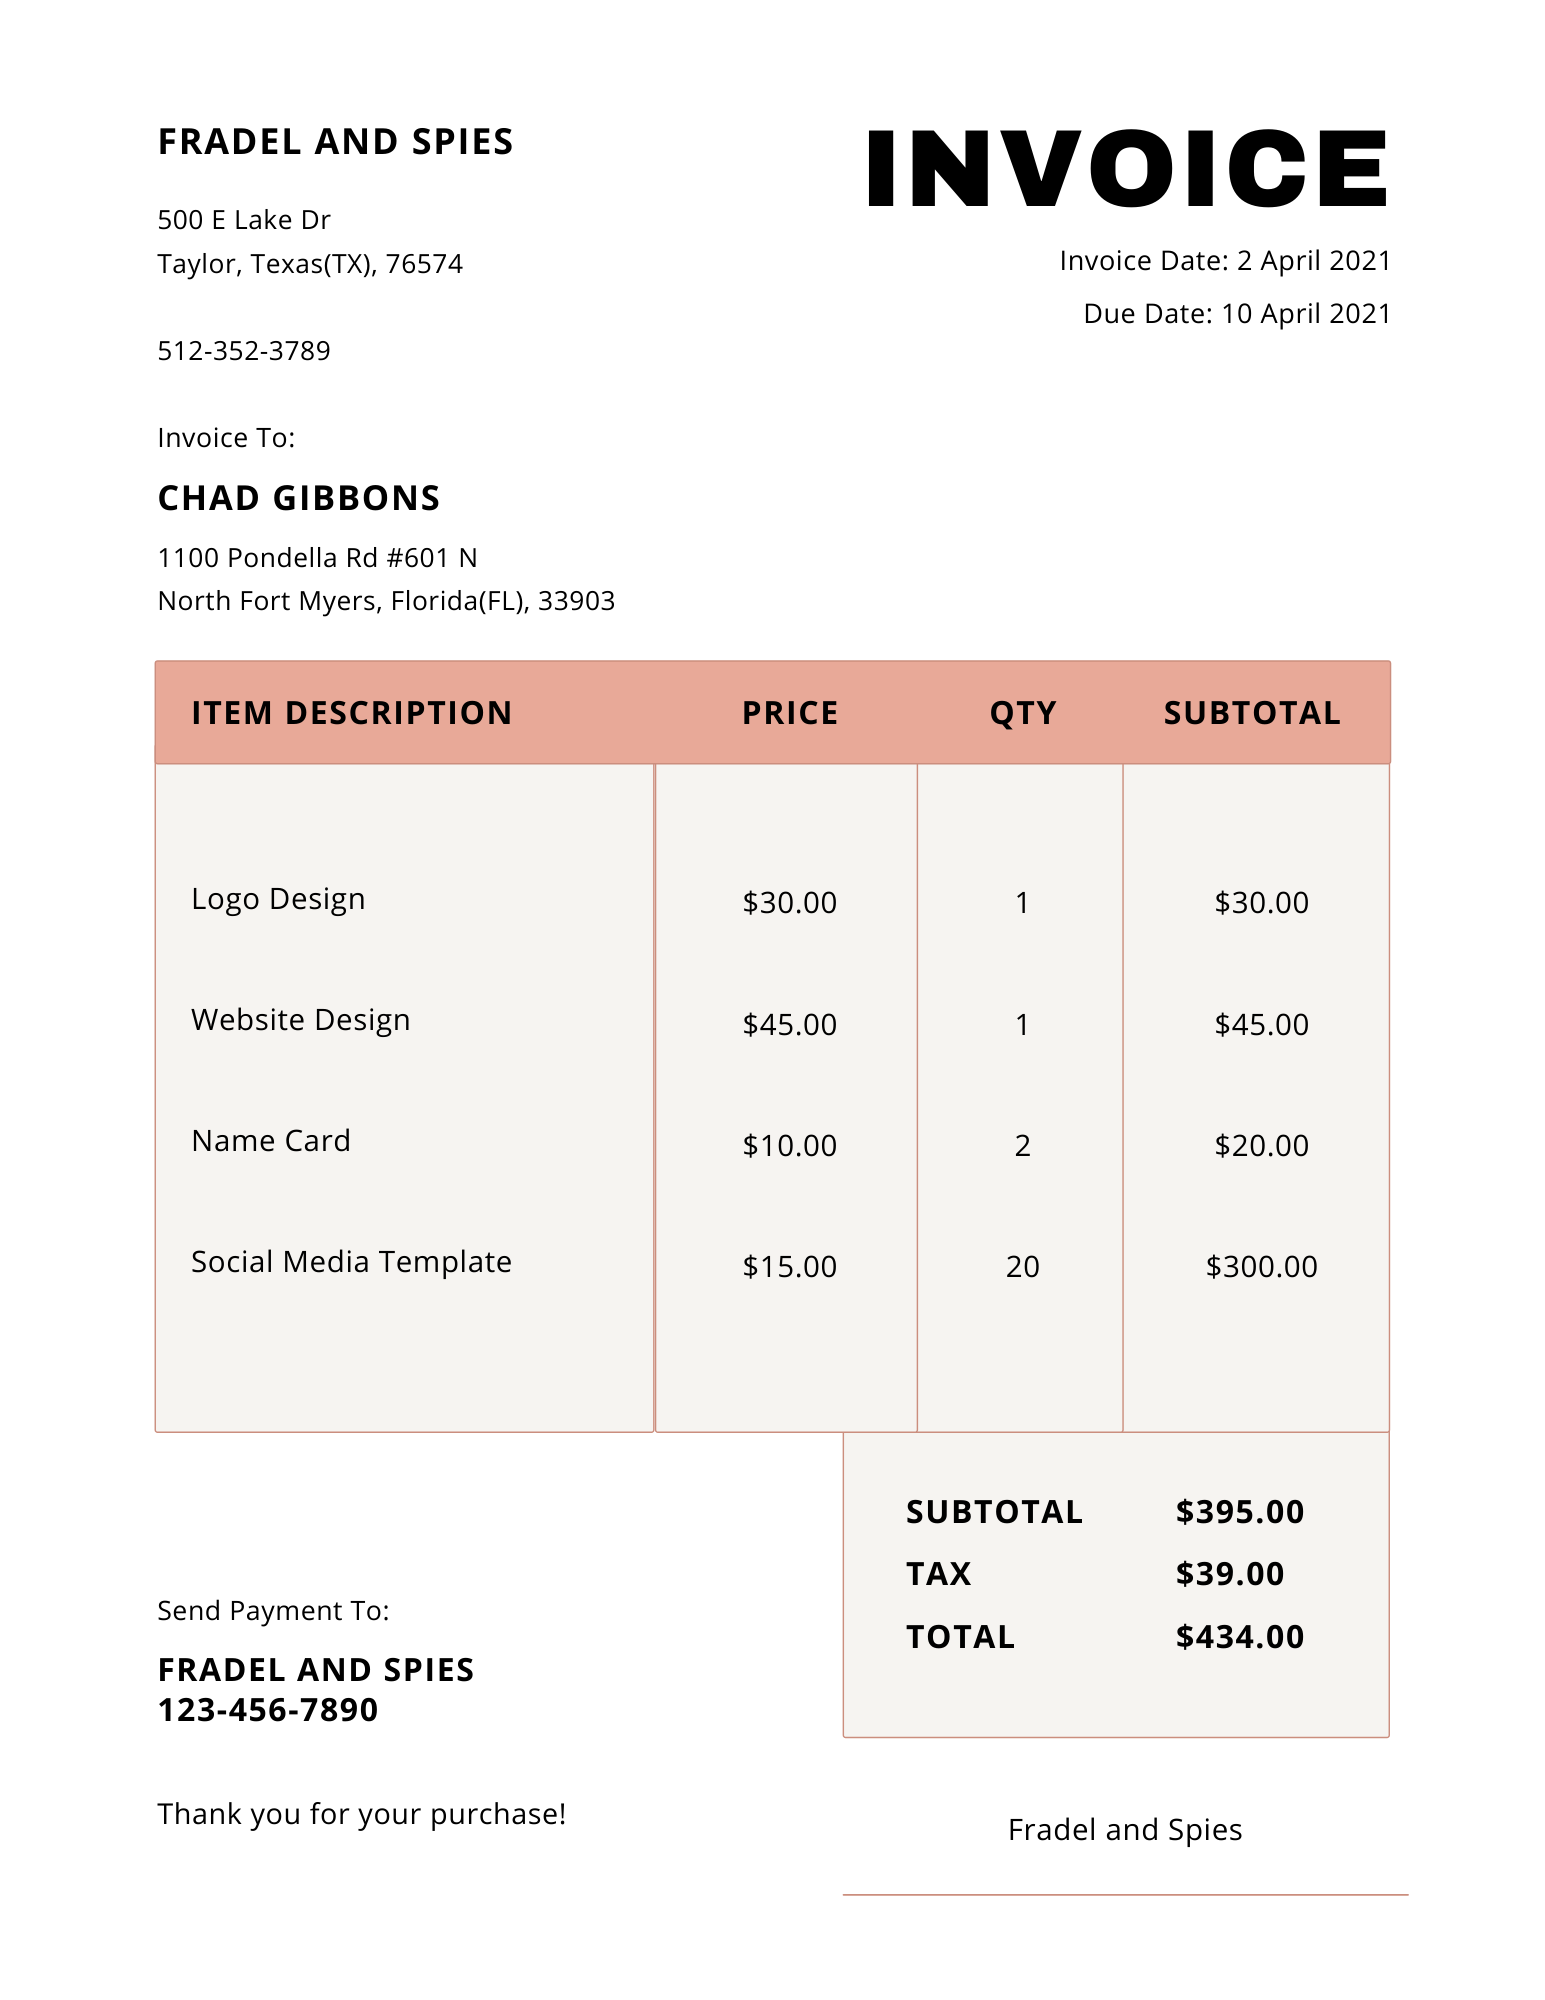 FRADEL AND SPIES
INVOICE
500 E Lake Dr
Taylor, Texas(TX), 76574
Invoice Date: 2 April 2021
Due Date: 10 April 2021
512-352-3789
Invoice To:
CHAD GIBBONS
1100 Pondella Rd #601 N
North Fort Myers, Florida(FL), 33903
ITEM DESCRIPTION PRICE QTY SUBTOTAL
Logo Design $30.00 1 $30.00
Website Design $45.00 1 $45.00
Name Card $10.00 2 $20.00
Social Media Template $15.00 20 $300.00
SUBTOTAL $395.00
TAX $39.00
TOTAL $434.00
Send Payment To:
FRADEL AND SPIES
123-456-7890
Thank you for your purchase!
Fradel and Spies